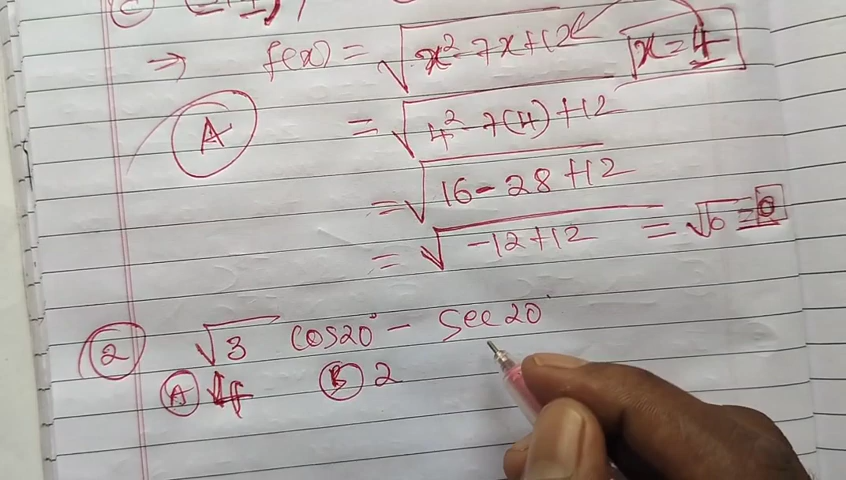 ⇒ f(x) = √x² - 7x + 12 x = 4
A = √4² - 7(4) + 12
= √16 - 28 + 12
= √-12 + 12 = √0 = 0
2 √3 cos20° - sec20°
A 4 B 2